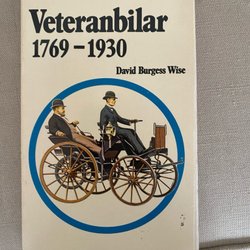 Veteranbilar
1769–1930
David Burgess Wise